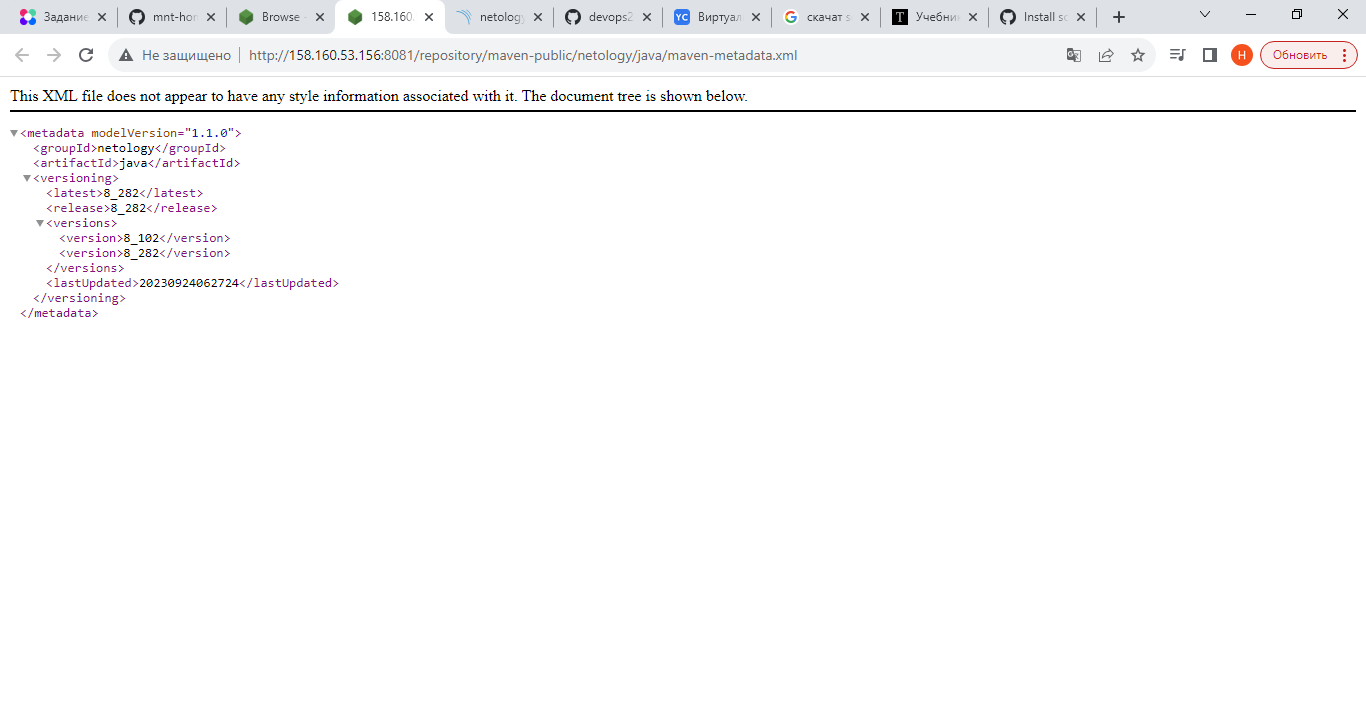 Задание
mnt-hor
Browse -
158.160.
netology
devops2
Виртуал
скачат s
Учебник
Install sc
Не защищено
http://158.160.53.156:8081/repository/maven-public/netology/java/maven-metadata.xml
Н
Обновить
This XML file does not appear to have any style information associated with it. The document tree is shown below.
<metadata modelVersion="1.1.0">
<groupId>netology</groupId>
<artifactId>java</artifactId>
<versioning>
<latest>8_282</latest>
<release>8_282</release>
<versions>
<version>8_102</version>
<version>8_282</version>
</versions>
<lastUpdated>20230924062724</lastUpdated>
</versioning>
</metadata>